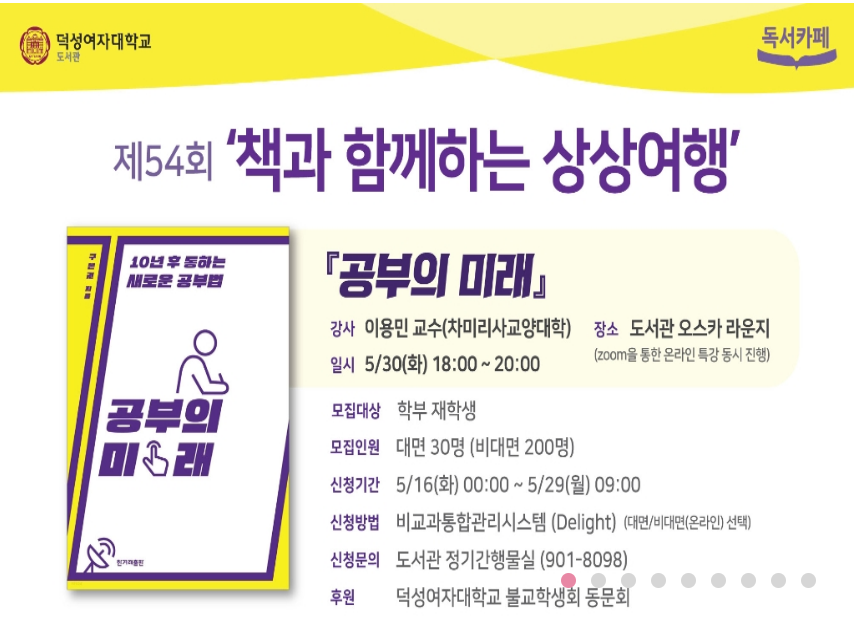 덕성여자대학교
도서관
독서카페
제54회 '책과 함께하는 상상여행'
구본권 지음
10년 후 통하는
새로운 공부법
공부의
미래
한겨레출판
『공부의 미래』
강사 이용민 교수(차미리사교양대학) 장소 도서관 오스카 라운지
(zoom을 통한 온라인 특강 동시 진행)
일시 5/30(화) 18:00 ~ 20:00
모집대상 학부 재학생
모집인원 대면 30명 (비대면 200명)
신청기간 5/16(화) 00:00 ~ 5/29(월) 09:00
신청방법 비교과통합관리시스템 (Delight) (대면/비대면(온라인) 선택)
신청문의 도서관 정기간행물실 (901-8098)
후원 덕성여자대학교 불교학생회 동문회